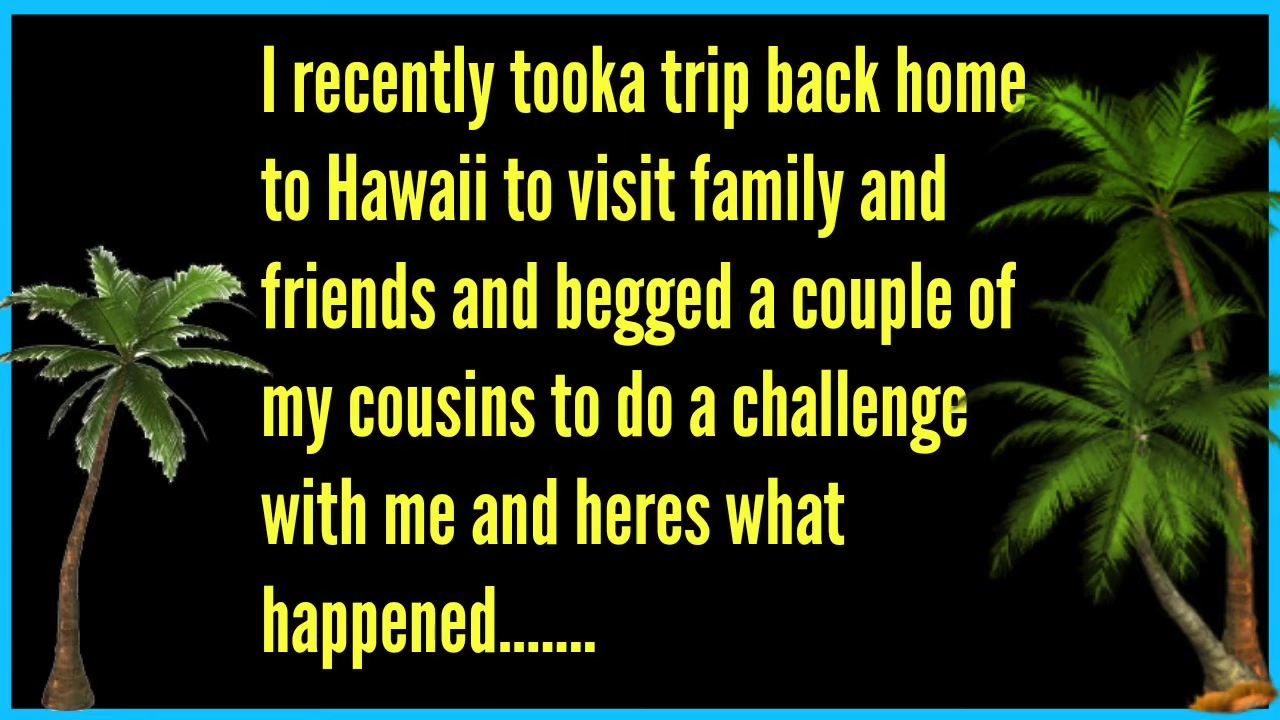 I recently tooka trip back home
to Hawaii to visit family and
friends and begged a couple of
my cousins to do a challenge
with me and heres what
happened.......